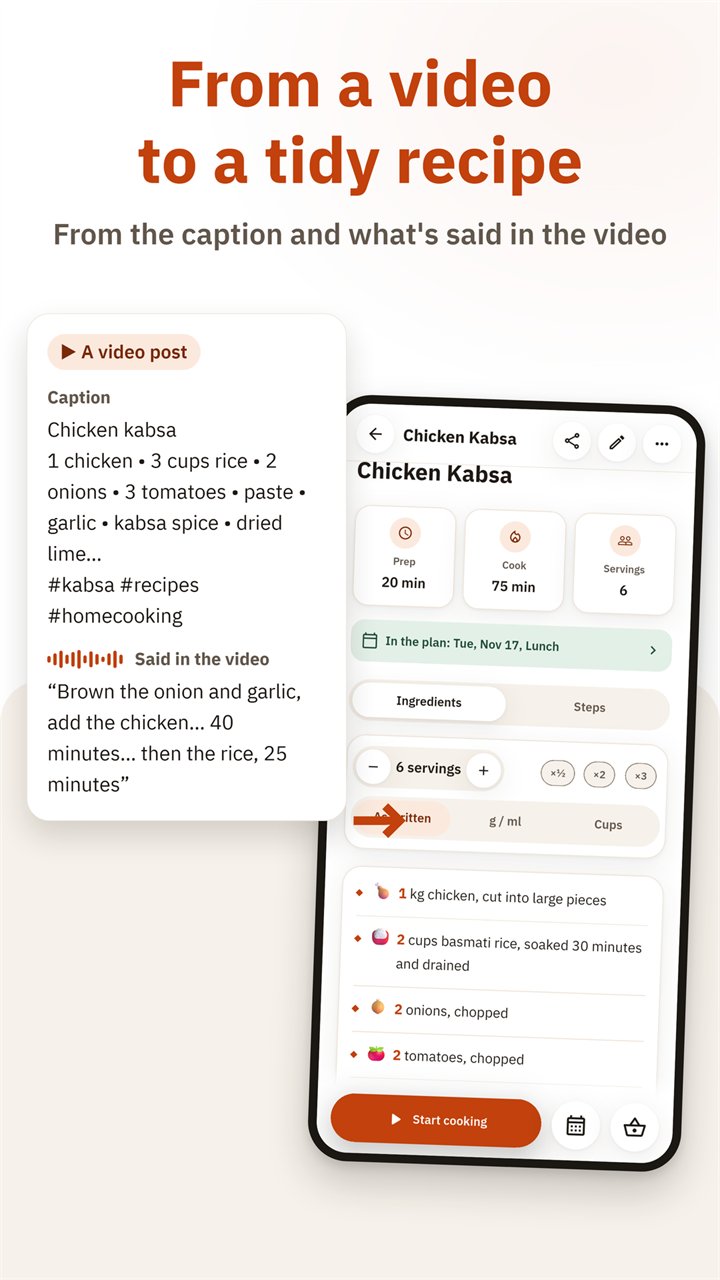 From a video
to a tidy recipe
From the caption and what's said in the video
▶ A video post
Caption
Chicken kabsa
1 chicken • 3 cups rice • 2
onions • 3 tomatoes • paste •
garlic • kabsa spice • dried
lime...
#kabsa #recipes
#homecooking
Said in the video
“Brown the onion and garlic,
add the chicken... 40
minutes... then the rice, 25
minutes”
Chicken Kabsa
Chicken Kabsa
Prep
20 min
Cook
75 min
Servings
6
In the plan: Tue, Nov 17, Lunch
Ingredients
Steps
− 6 servings +
×½ ×2 ×3
g / ml
Cups
1 kg chicken, cut into large pieces
2 cups basmati rice, soaked 30 minutes
and drained
2 onions, chopped
2 tomatoes, chopped
Start cooking